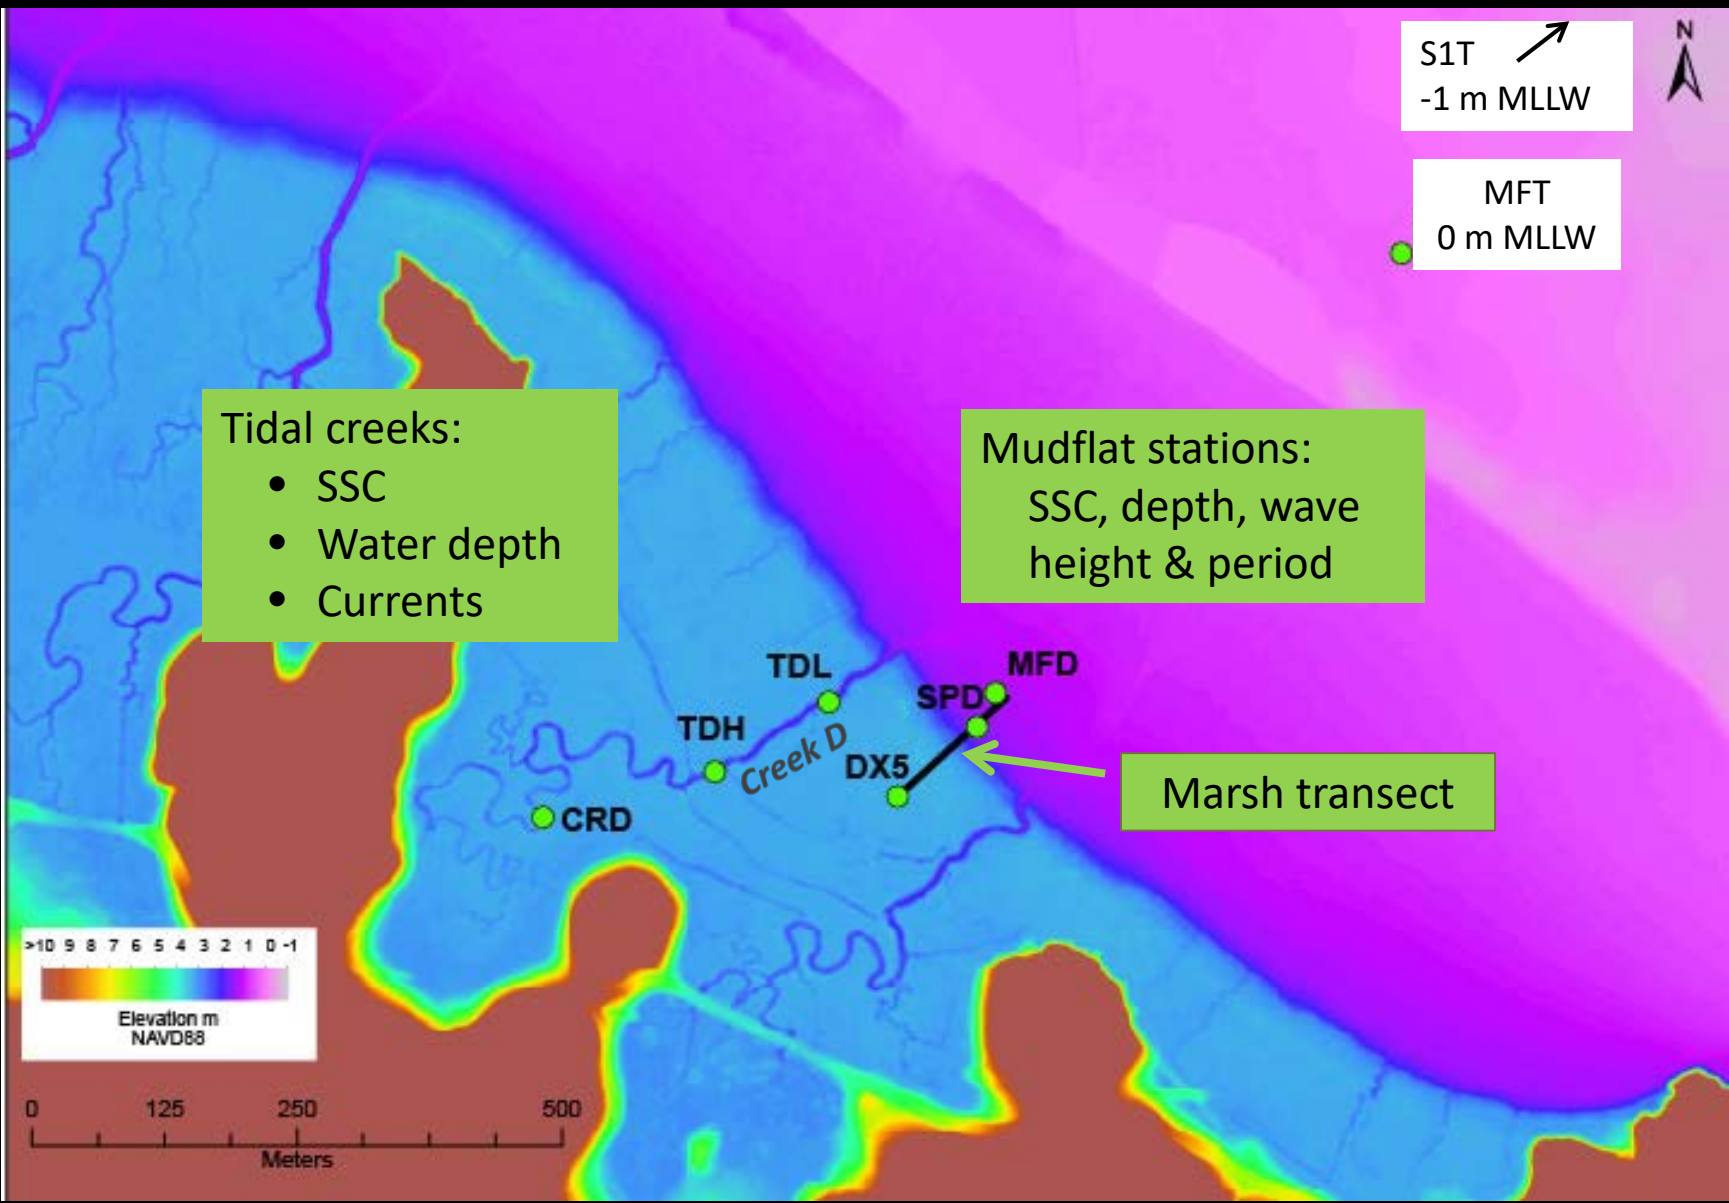 N
S1T
-1 m MLLW
MFT
0 m MLLW
Tidal creeks:
• SSC
• Water depth
• Currents
Mudflat stations:
SSC, depth, wave
height & period
TDL
MFD
SPD
TDH
Creek D
DX5
CRD
Marsh transect
>10 9 8 7 6 5 4 3 2 1 0 -1
Elevation m
NAVD88
0 125 250 500
Meters